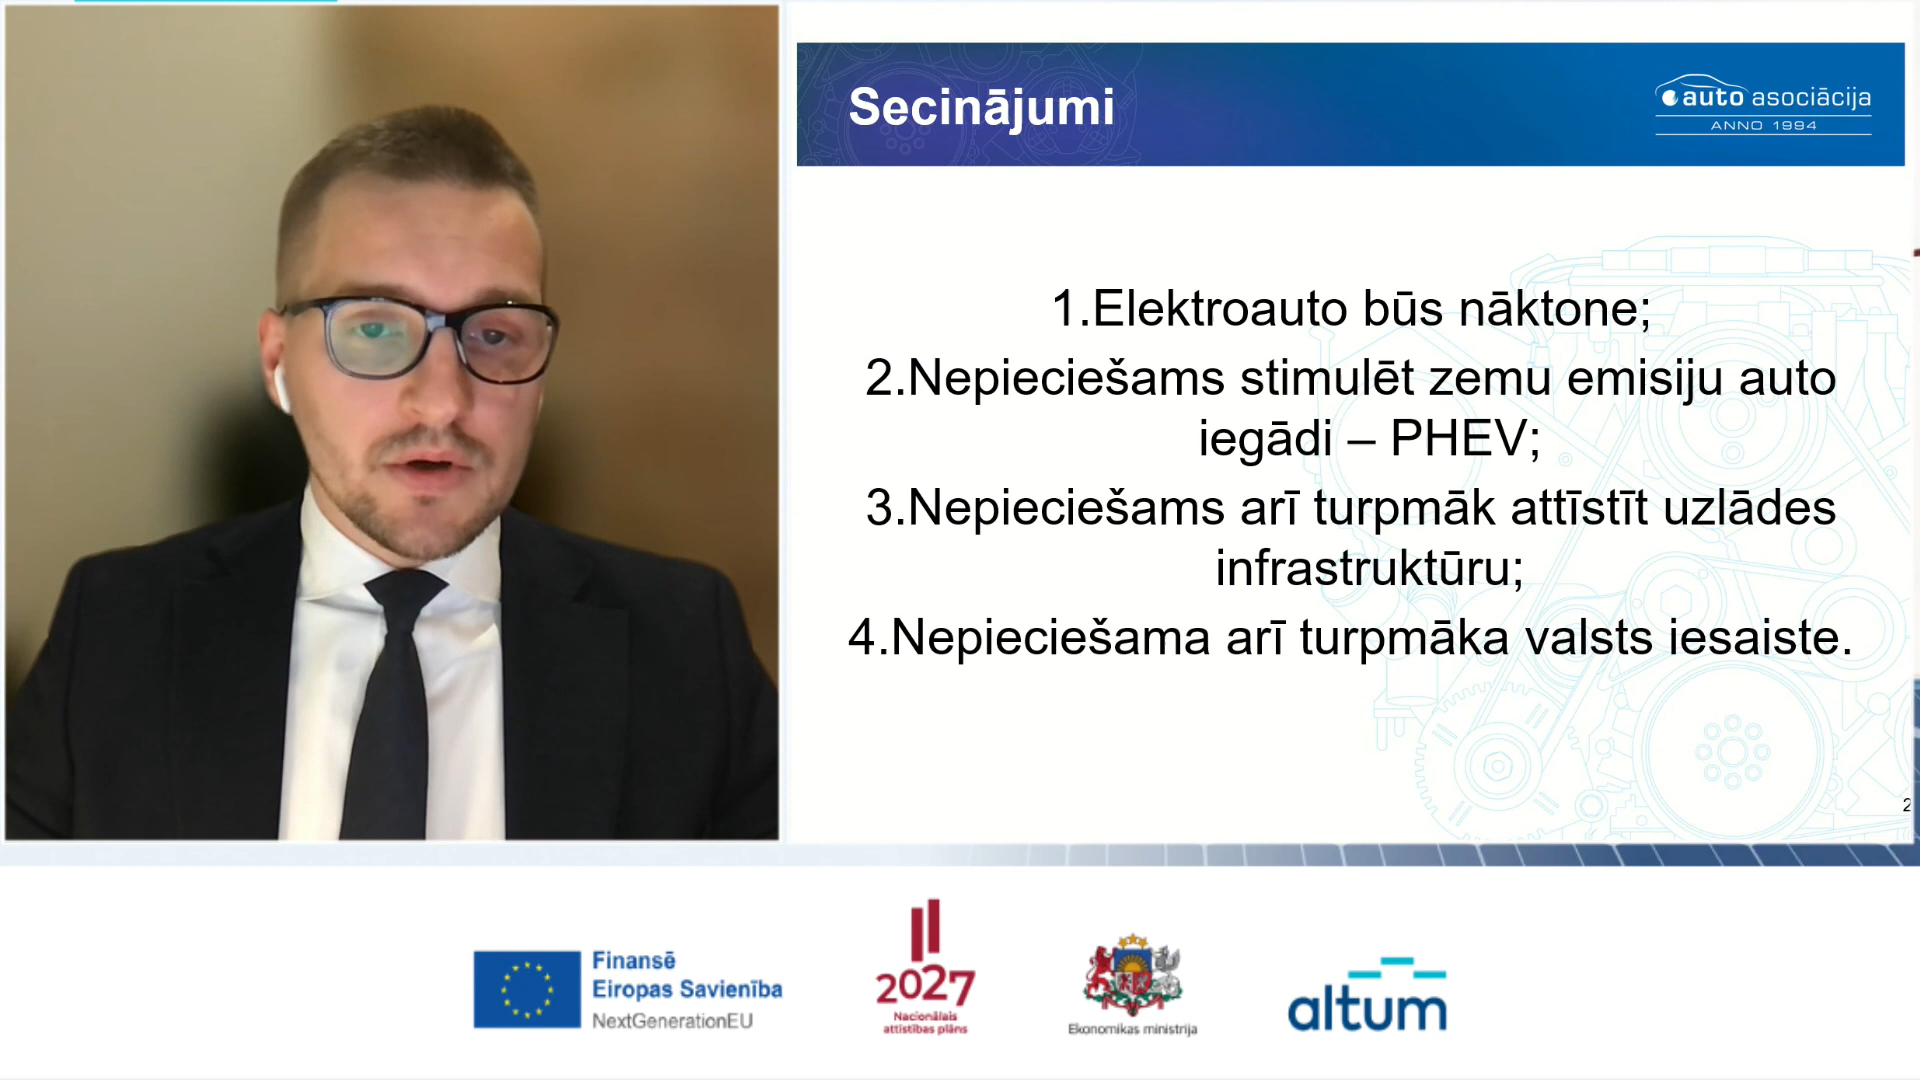 Secinājumi
auto asociācija
ANNO 1994
1.Elektroauto būs nāktone;
2.Nepieciešams stimulēt zemu emisiju auto
iegādi – PHEV;
3.Nepieciešams arī turpmāk attīstīt uzlādes
infrastruktūru;
4.Nepieciešama arī turpmāka valsts iesaiste.
2
Finansē
Eiropas Savienība
NextGenerationEU
2027
Nacionālais
attīstības plāns
Ekonomikas ministrija
altum